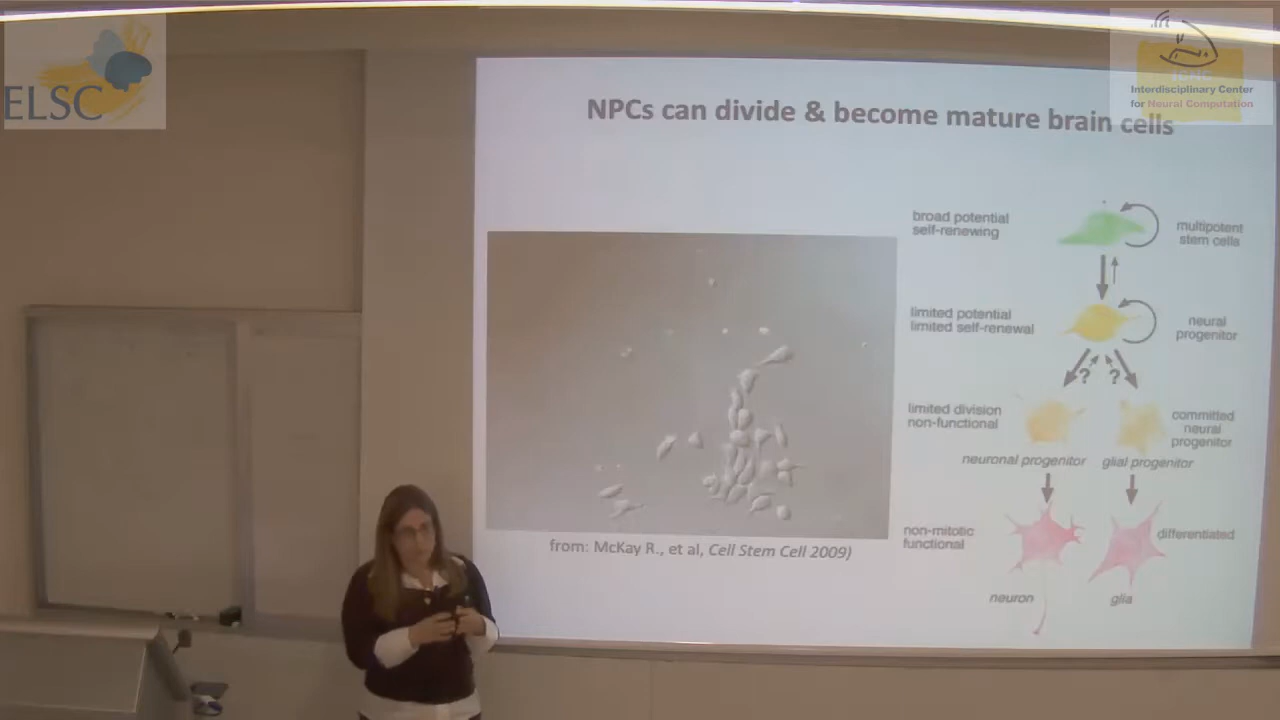 ELSC
Interdisciplinary Center
for Neural Computation
NPCs can divide & become mature brain cells
broad potential
self-renewing
multipotent
stem cells
limited potential
limited self-renewal
neural
progenitor
? ?
limited division
non-functional
committed
neural
progenitor
neuronal progenitor
glial progenitor
non-mitotic
functional
differentiated
neuron
glia
from: McKay R., et al, Cell Stem Cell 2009)